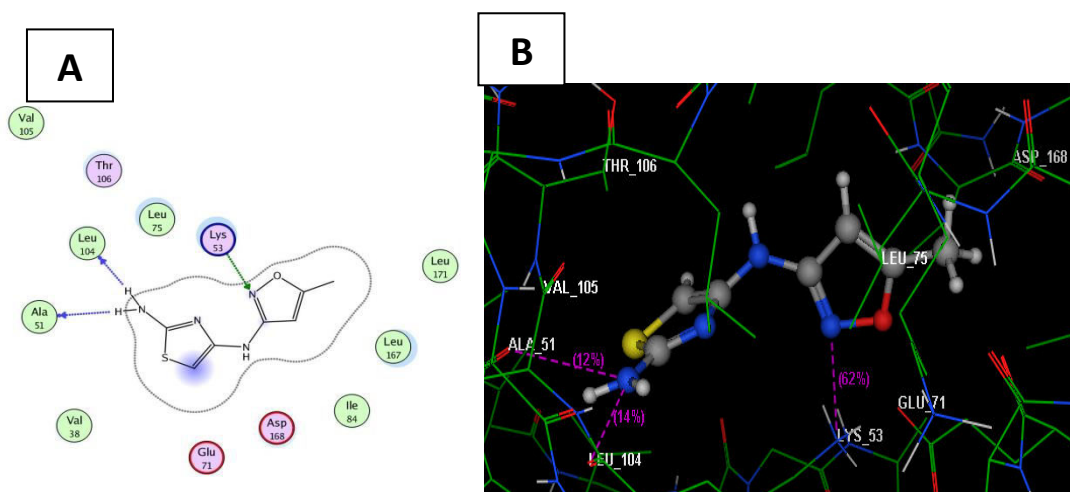 A
B
Val
105
Thr
106
Leu
75
Lys
53
Leu
104
Ala
51
Leu
171
Leu
167
Ile
84
Val
38
Asp
168
Glu
71
H
H
N
N
S
N
H
N
O
THR_106
ASP_168
LEU_75
VAL_105
ALA_51
(12%)
(62%)
(14%)
GLU_71
LYS_53
LEU_104